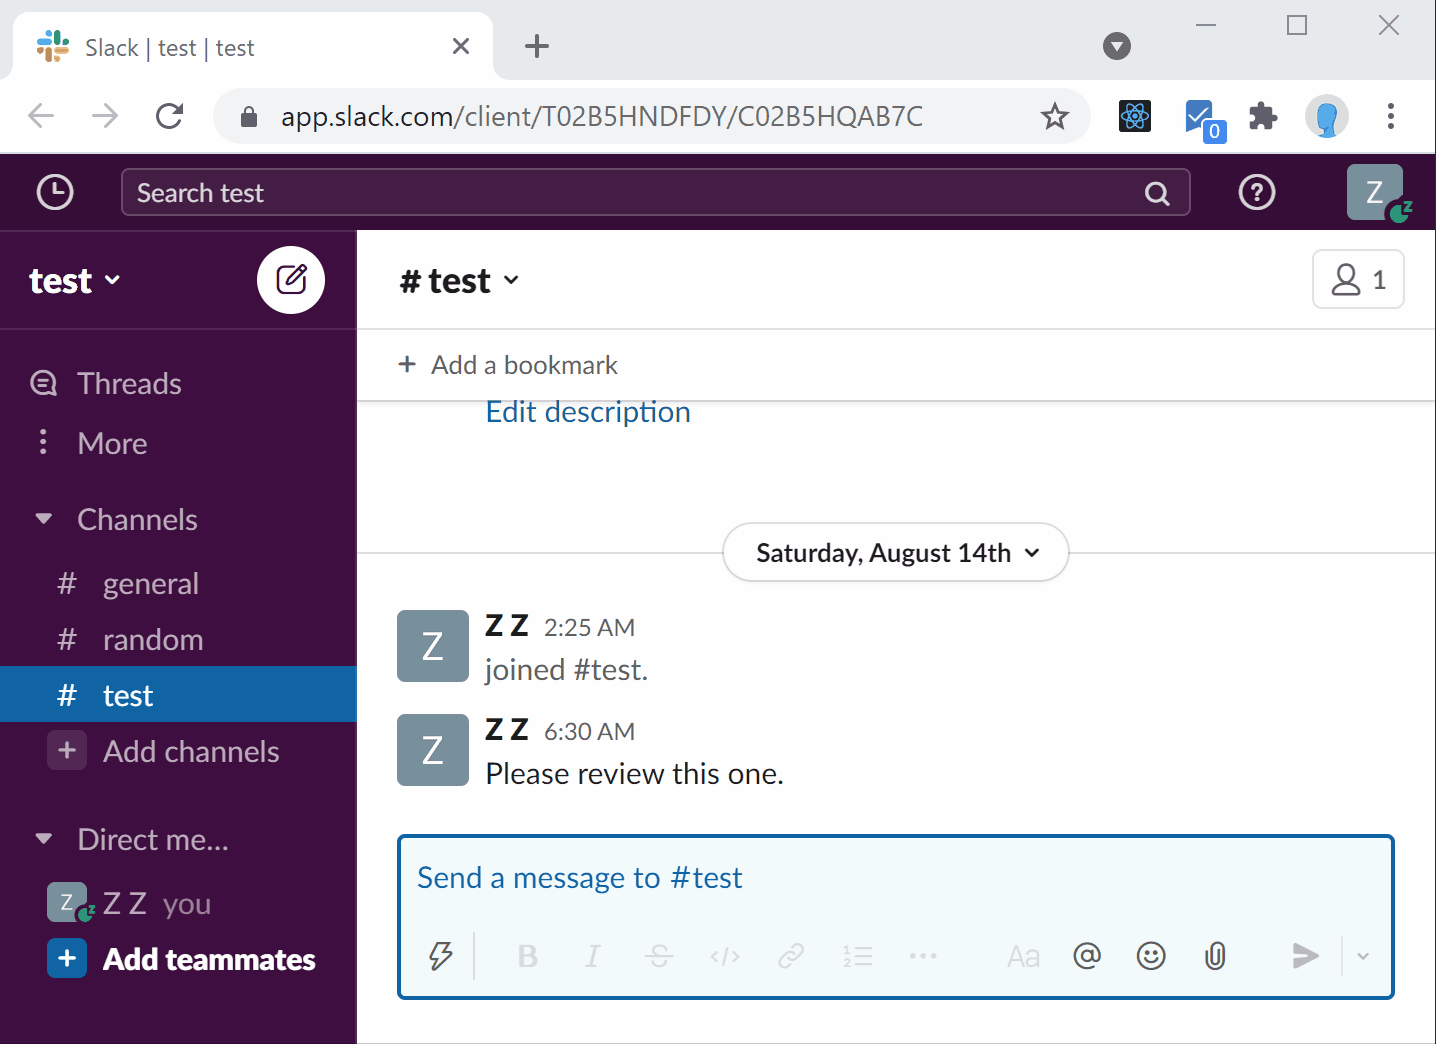 Slack | test | test
app.slack.com/client/T02B5HNDFDY/C02B5HQAB7C
0
Search test
Z
z
test
# test
1
Add a bookmark
Threads
Edit description
More
Channels
Saturday, August 14th
# general
Z Z 2:25 AM
Z
# random
joined #test.
# test
Z Z 6:30 AM
Z
Add channels
Please review this one.
Direct me...
Send a message to #test
Z
z
Z Z you
Add teammates
B I S </> Aa @